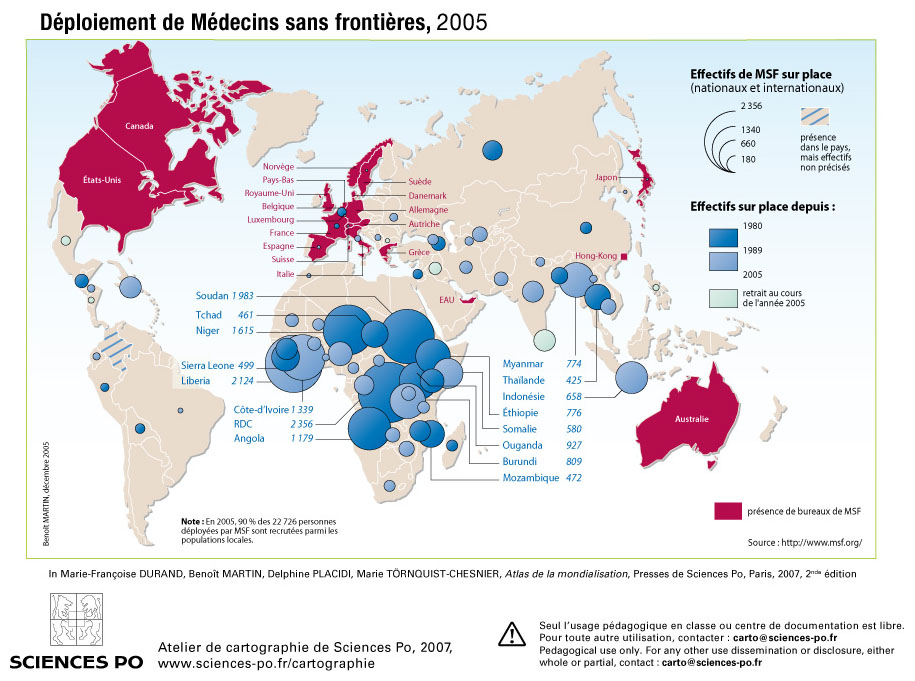 Déploiement de Médecins sans frontières, 2005
Effectifs de MSF sur place
(nationaux et internationaux)
2 356
1340
660
180
présence
dans le pays,
mais effectifs
non précisés
Effectifs sur place depuis :
1980
1989
2005
retrait au cours
de l'année 2005
Canada
États-Unis
Norvège
Pays-Bas
Royaume-Uni
Belgique
Luxembourg
France
Espagne
Suisse
Italie
Suède
Danemark
Allemagne
Autriche
Grèce
Japon
Hong-Kong
EAU
Australie
Soudan 1 983
Tchad 461
Niger 1 615
Sierra Leone 499
Liberia 2 124
Côte-d'Ivoire 1 339
RDC 2 356
Angola 1 179
Myanmar 774
Thaïlande 425
Indonésie 658
Éthiopie 776
Somalie 580
Ouganda 927
Burundi 809
Mozambique 472
Benoît MARTIN, décembre 2005
Note : En 2005, 90 % des 22 726 personnes
déployées par MSF sont recrutées parmi les
populations locales.
présence de bureaux de MSF
Source : http://www.msf.org/
In Marie-Françoise DURAND, Benoît MARTIN, Delphine PLACIDI, Marie TÖRNQUIST-CHESNIER, Atlas de la mondialisation, Presses de Sciences Po, Paris, 2007, 2nde édition
SCIENCES PO
Atelier de cartographie de Sciences Po, 2007,
www.sciences-po.fr/cartographie
Seul l'usage pédagogique en classe ou centre de documentation est libre.
Pour toute autre utilisation, contacter : carto@sciences-po.fr
Pedagogical use only. For any other use dissemination or disclosure, either
whole or partial, contact : carto@sciences-po.fr